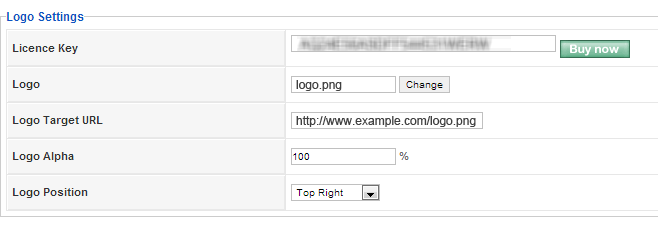 Logo Settings
Licence Key Buy now
Logo logo.png Change
Logo Target URL http://www.example.com/logo.png
Logo Alpha 100 %
Logo Position Top Right